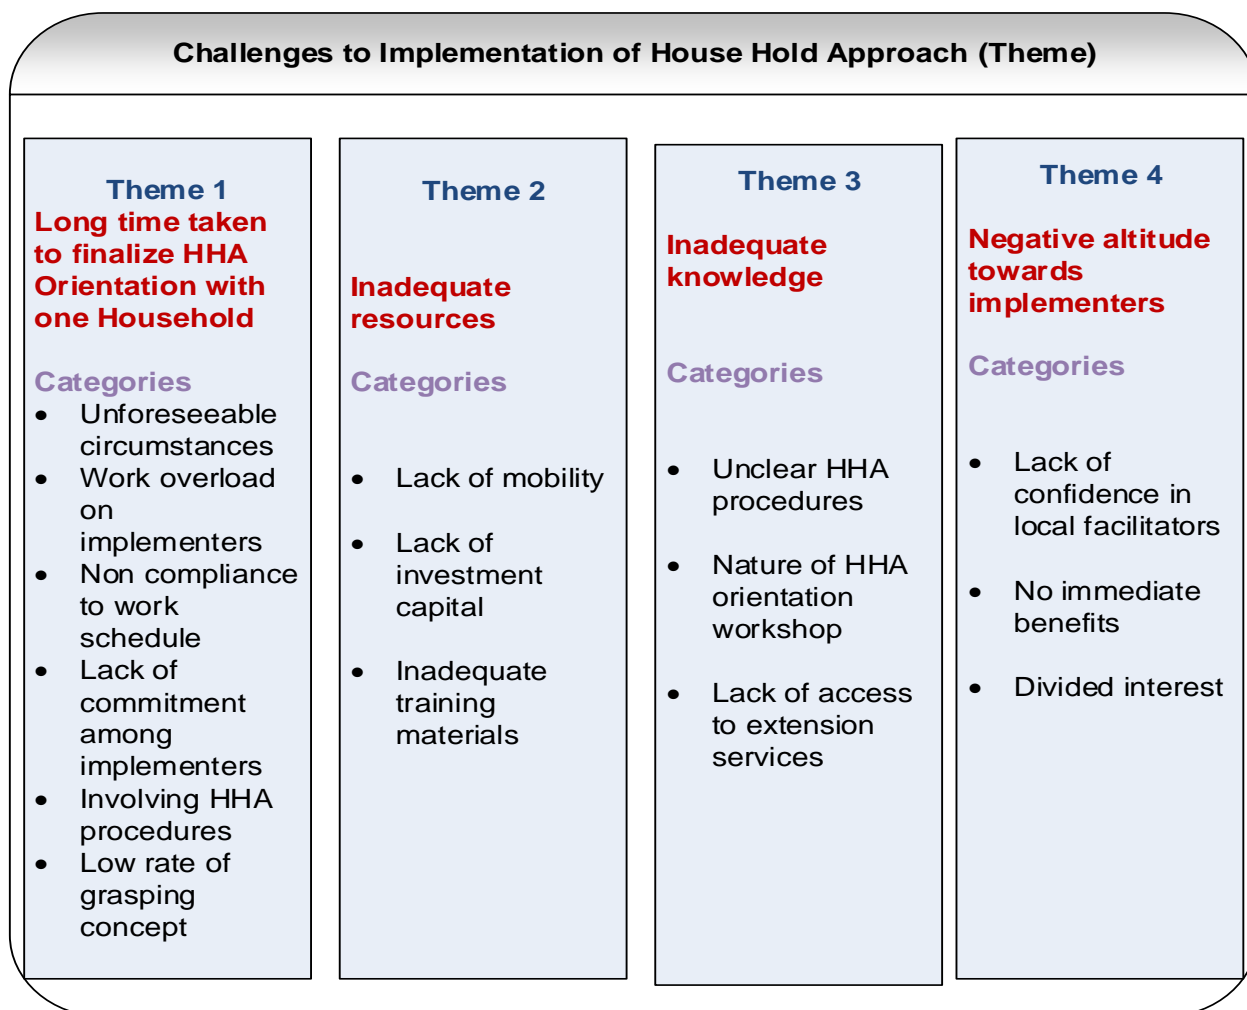 Challenges to Implementation of House Hold Approach (Theme)
Theme 1
Long time taken
to finalize HHA
Orientation with
one Household
Categories
• Unforeseeable
circumstances
• Work overload
on
implementers
• Non compliance
to work
schedule
• Lack of
commitment
among
implementers
• Involving HHA
procedures
• Low rate of
grasping
concept
Theme 2
Inadequate
resources
Categories
• Lack of mobility
• Lack of
investment
capital
• Inadequate
training
materials
Theme 3
Inadequate
knowledge
Categories
• Unclear HHA
procedures
• Nature of HHA
orientation
workshop
• Lack of access
to extension
services
Theme 4
Negative altitude
towards
implementers
Categories
• Lack of
confidence in
local facilitators
• No immediate
benefits
• Divided interest